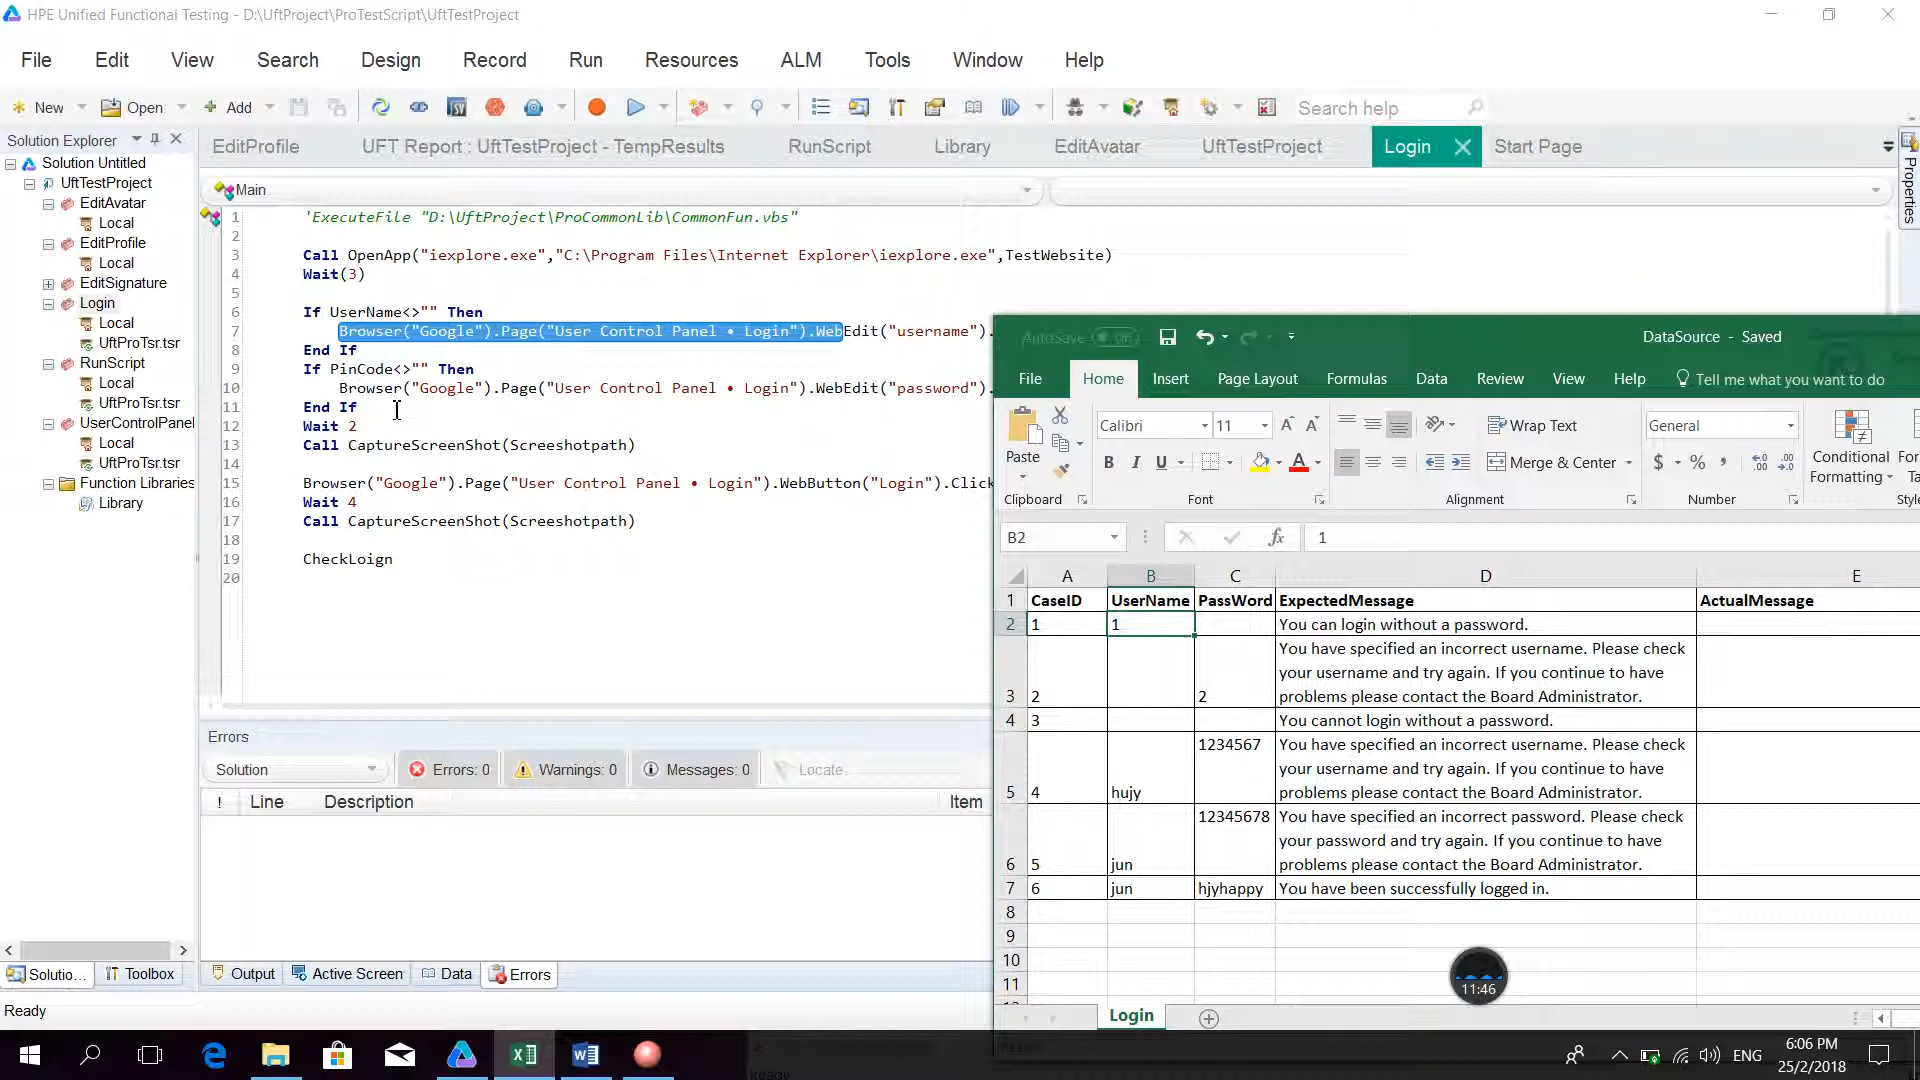 HPE Unified Functional Testing - D:\UftProject\ProTestScript\UftTestProject
File Edit View Search Design Record Run Resources ALM Tools Window Help
New Open Add Search help
Solution Explorer
EditProfile UFT Report : UftTestProject - TempResults RunScript Library EditAvatar UftTestProject Login Start Page
Properties
Solution Untitled
UftTestProject
EditAvatar
Local
EditProfile
Local
EditSignature
Login
Local
UftProTsr.tsr
RunScript
Local
UftProTsr.tsr
UserControlPanel
Local
UftProTsr.tsr
Function Libraries
Library
Main
1 'ExecuteFile "D:\UftProject\ProCommonLib\CommonFun.vbs"
2
3 Call OpenApp("iexplore.exe","C:\Program Files\Internet Explorer\iexplore.exe",TestWebsite)
4 Wait(3)
5
6 If UserName<>"" Then
7 Browser("Google").Page("User Control Panel • Login").WebEdit("username").
8 End If
9 If PinCode<>"" Then
10 Browser("Google").Page("User Control Panel • Login").WebEdit("password").
11 End If
12 Wait 2
13 Call CaptureScreenShot(Screeshotpath)
14
15 Browser("Google").Page("User Control Panel • Login").WebButton("Login").Click
16 Wait 4
17 Call CaptureScreenShot(Screeshotpath)
18
19 CheckLoign
20
Errors
Solution Errors: 0 Warnings: 0 Messages: 0 Locate
! Line Description Item
Solutio... Toolbox Output Active Screen Data Errors
Ready
AutoSave DataSource - Saved
File Home Insert Page Layout Formulas Data Review View Help Tell me what you want to do
Paste Calibri 11 Wrap Text General
B I U A Merge & Center $ % Conditional
Formatting
Clipboard Font Alignment Number
B2 fx 1
A B C D E
1 CaseID UserName PassWord ExpectedMessage ActualMessage
2 1 1 You can login without a password.
You have specified an incorrect username. Please check
your username and try again. If you continue to have
3 2 2 problems please contact the Board Administrator.
4 3 You cannot login without a password.
1234567 You have specified an incorrect username. Please check
your username and try again. If you continue to have
5 4 hujy problems please contact the Board Administrator.
12345678 You have specified an incorrect password. Please check
your password and try again. If you continue to have
6 5 jun problems please contact the Board Administrator.
7 6 jun hjyhappy You have been successfully logged in.
8
9
10
11
11:46
Login
ENG
6:06 PM
25/2/2018